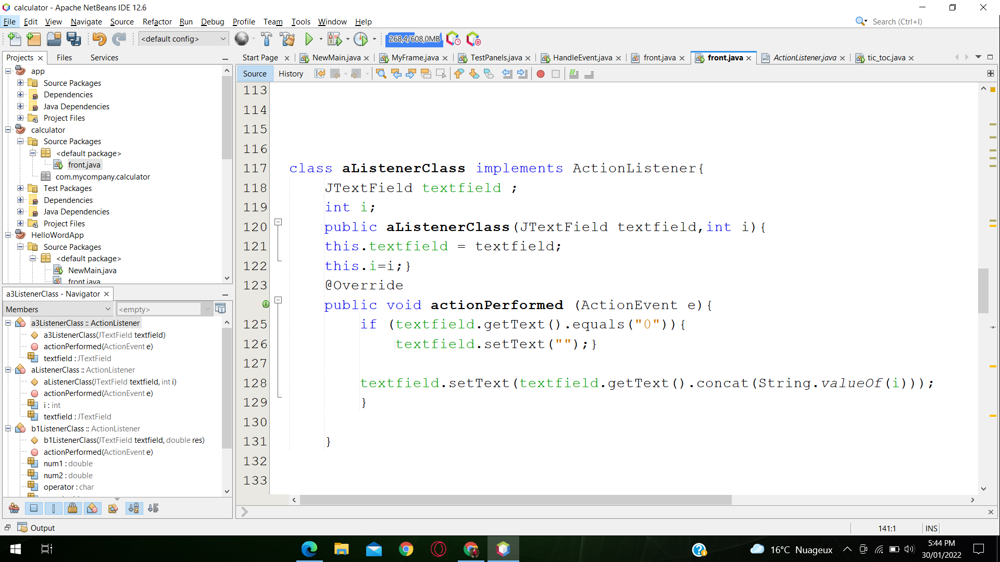 calculator - Apache NetBeans IDE 12.6
File Edit View Navigate Source Refactor Run Debug Profile Team Tools Window Help
Search (Ctrl+I)
<default config>
268,4/608,0MB
Projects Files Services
Start Page NewMain.java MyFrame.java TestPanels.java HandleEvent.java front.java front.java ActionListener.java tic_toc.java
Source History
app
Source Packages
Dependencies
Java Dependencies
Project Files
calculator
Source Packages
<default package>
front.java
com.mycompany.calculator
Test Packages
Dependencies
Java Dependencies
Project Files
HelloWordApp
Source Packages
<default package>
NewMain.java
front.java
a3ListenerClass - Navigator
Members
<empty>
a3ListenerClass :: ActionListener
a3ListenerClass(JTextField textfield)
actionPerformed(ActionEvent e)
textfield : JTextField
aListenerClass :: ActionListener
aListenerClass(JTextField textfield, int i)
actionPerformed(ActionEvent e)
i : int
textfield : JTextField
b1ListenerClass :: ActionListener
b1ListenerClass(JTextField textfield, double res)
actionPerformed(ActionEvent e)
num1 : double
num2 : double
operator : char
113
114
115
116
117 class aListenerClass implements ActionListener{
118 JTextField textfield ;
119 int i;
120 public aListenerClass(JTextField textfield,int i){
121 this.textfield = textfield;
122 this.i=i;}
123 @Override
public void actionPerformed (ActionEvent e){
125 if (textfield.getText().equals("0")){
126 textfield.setText("");}
127
128 textfield.setText(textfield.getText().concat(String.valueOf(i)));
129 }
130
131 }
132
133
Output
141:1 INS
16°C Nuageux
5:44 PM
30/01/2022